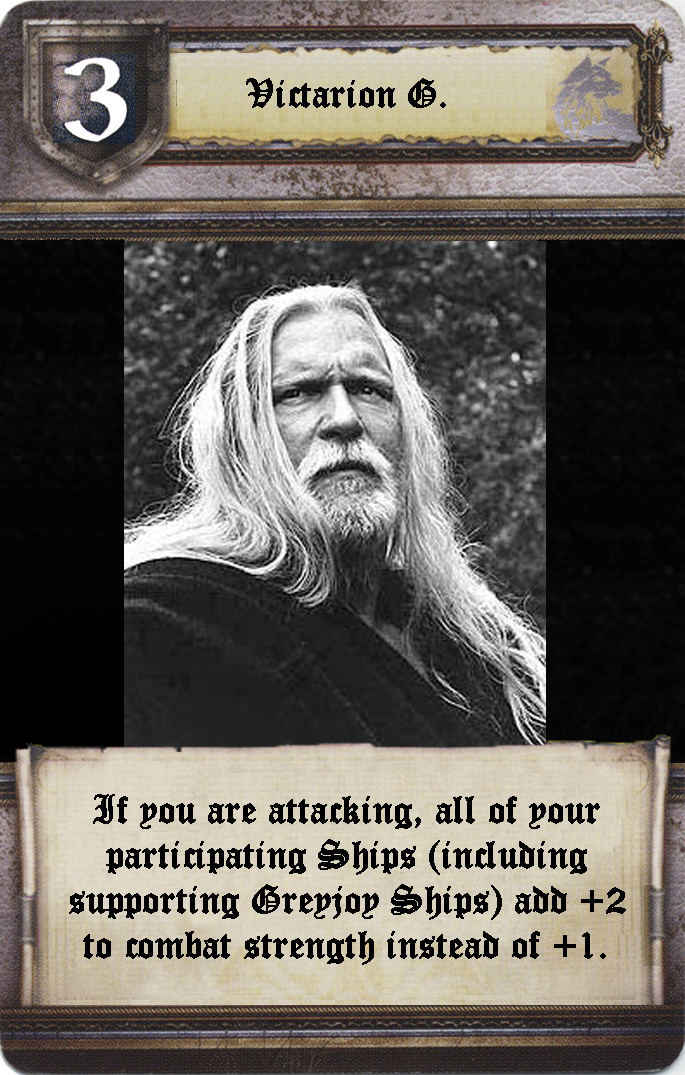 3
Victarion G.
If you are attacking, all of your
participating Ships (including
supporting Greyjoy Ships) add +2
to combat strength instead of +1.